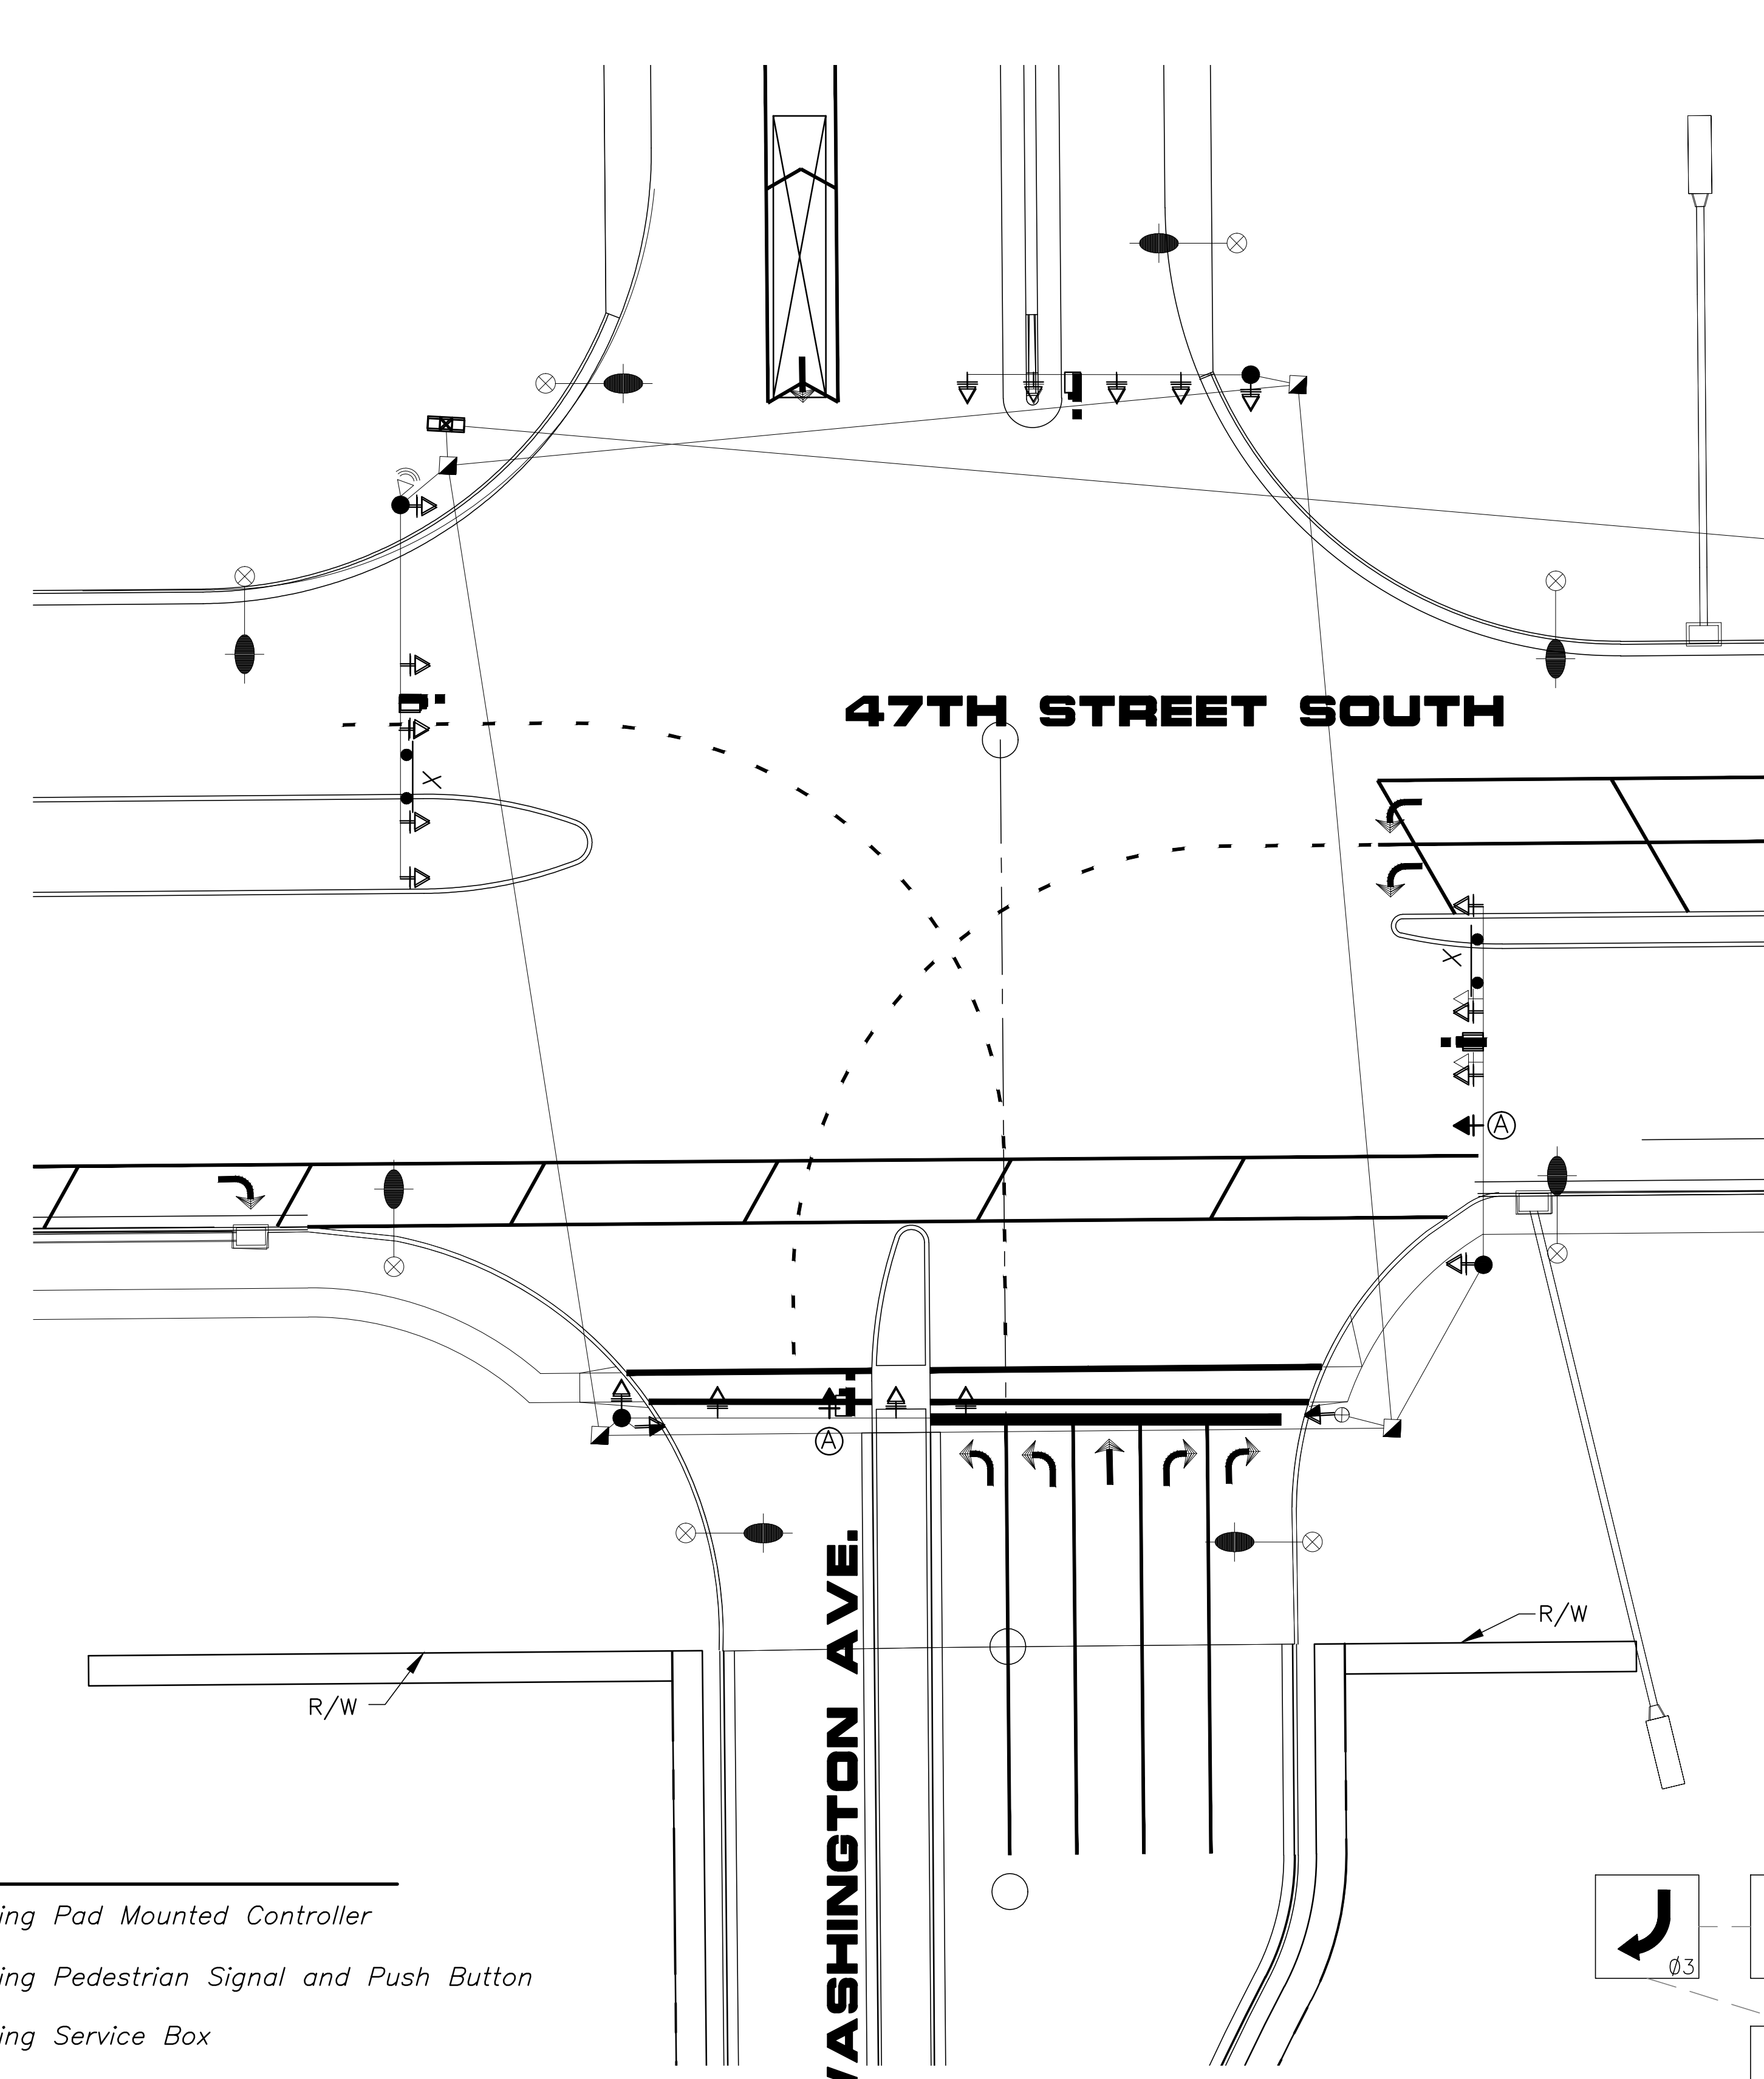 47TH STREET SOUTH
X
X
A
A
WASHINGTON AVE.
R/W
R/W
ing Pad Mounted Controller
ing Pedestrian Signal and Push Button
ing Service Box
Ø3